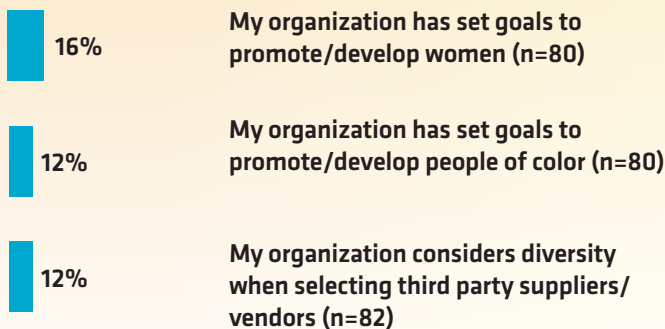 16%
My organization has set goals to
promote/develop women (n=80)
12%
My organization has set goals to
promote/develop people of color (n=80)
12%
My organization considers diversity
when selecting third party suppliers/
vendors (n=82)